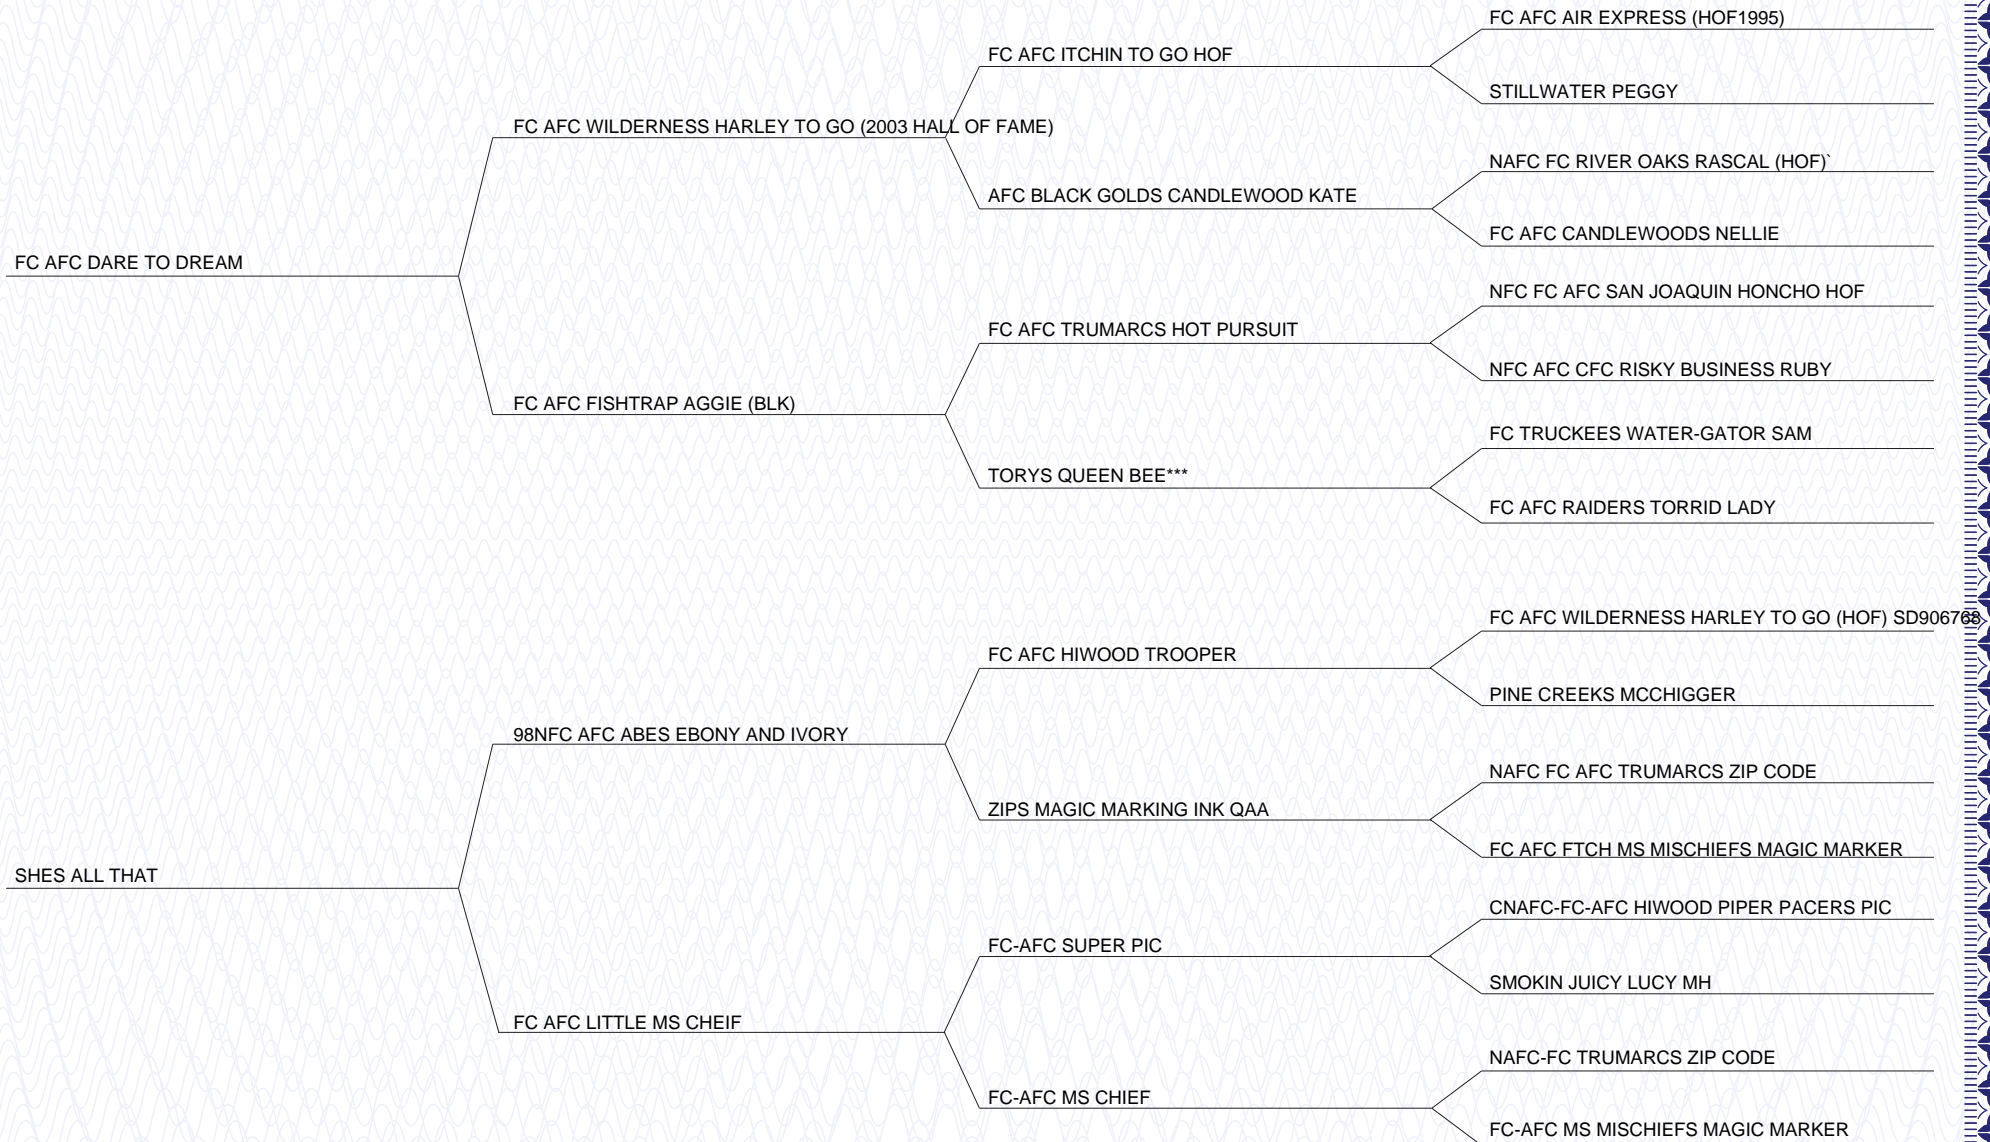 FC AFC AIR EXPRESS (HOF1995)
FC AFC ITCHIN TO GO HOF
STILLWATER PEGGY
FC AFC WILDERNESS HARLEY TO GO (2003 HALL OF FAME)
NAFC FC RIVER OAKS RASCAL (HOF)`
AFC BLACK GOLDS CANDLEWOOD KATE
FC AFC CANDLEWOODS NELLIE
FC AFC DARE TO DREAM
NFC FC AFC SAN JOAQUIN HONCHO HOF
FC AFC TRUMARCS HOT PURSUIT
NFC AFC CFC RISKY BUSINESS RUBY
FC AFC FISHTRAP AGGIE (BLK)
FC TRUCKEES WATER-GATOR SAM
TORYS QUEEN BEE***
FC AFC RAIDERS TORRID LADY
FC AFC WILDERNESS HARLEY TO GO (HOF) SD906768
FC AFC HIWOOD TROOPER
PINE CREEKS MCCHIGGER
98NFC AFC ABES EBONY AND IVORY
NAFC FC AFC TRUMARCS ZIP CODE
ZIPS MAGIC MARKING INK QAA
FC AFC FTCH MS MISCHIEFS MAGIC MARKER
SHES ALL THAT
CNAFC-FC-AFC HIWOOD PIPER PACERS PIC
FC-AFC SUPER PIC
SMOKIN JUICY LUCY MH
FC AFC LITTLE MS CHEIF
NAFC-FC TRUMARCS ZIP CODE
FC-AFC MS CHIEF
FC-AFC MS MISCHIEFS MAGIC MARKER